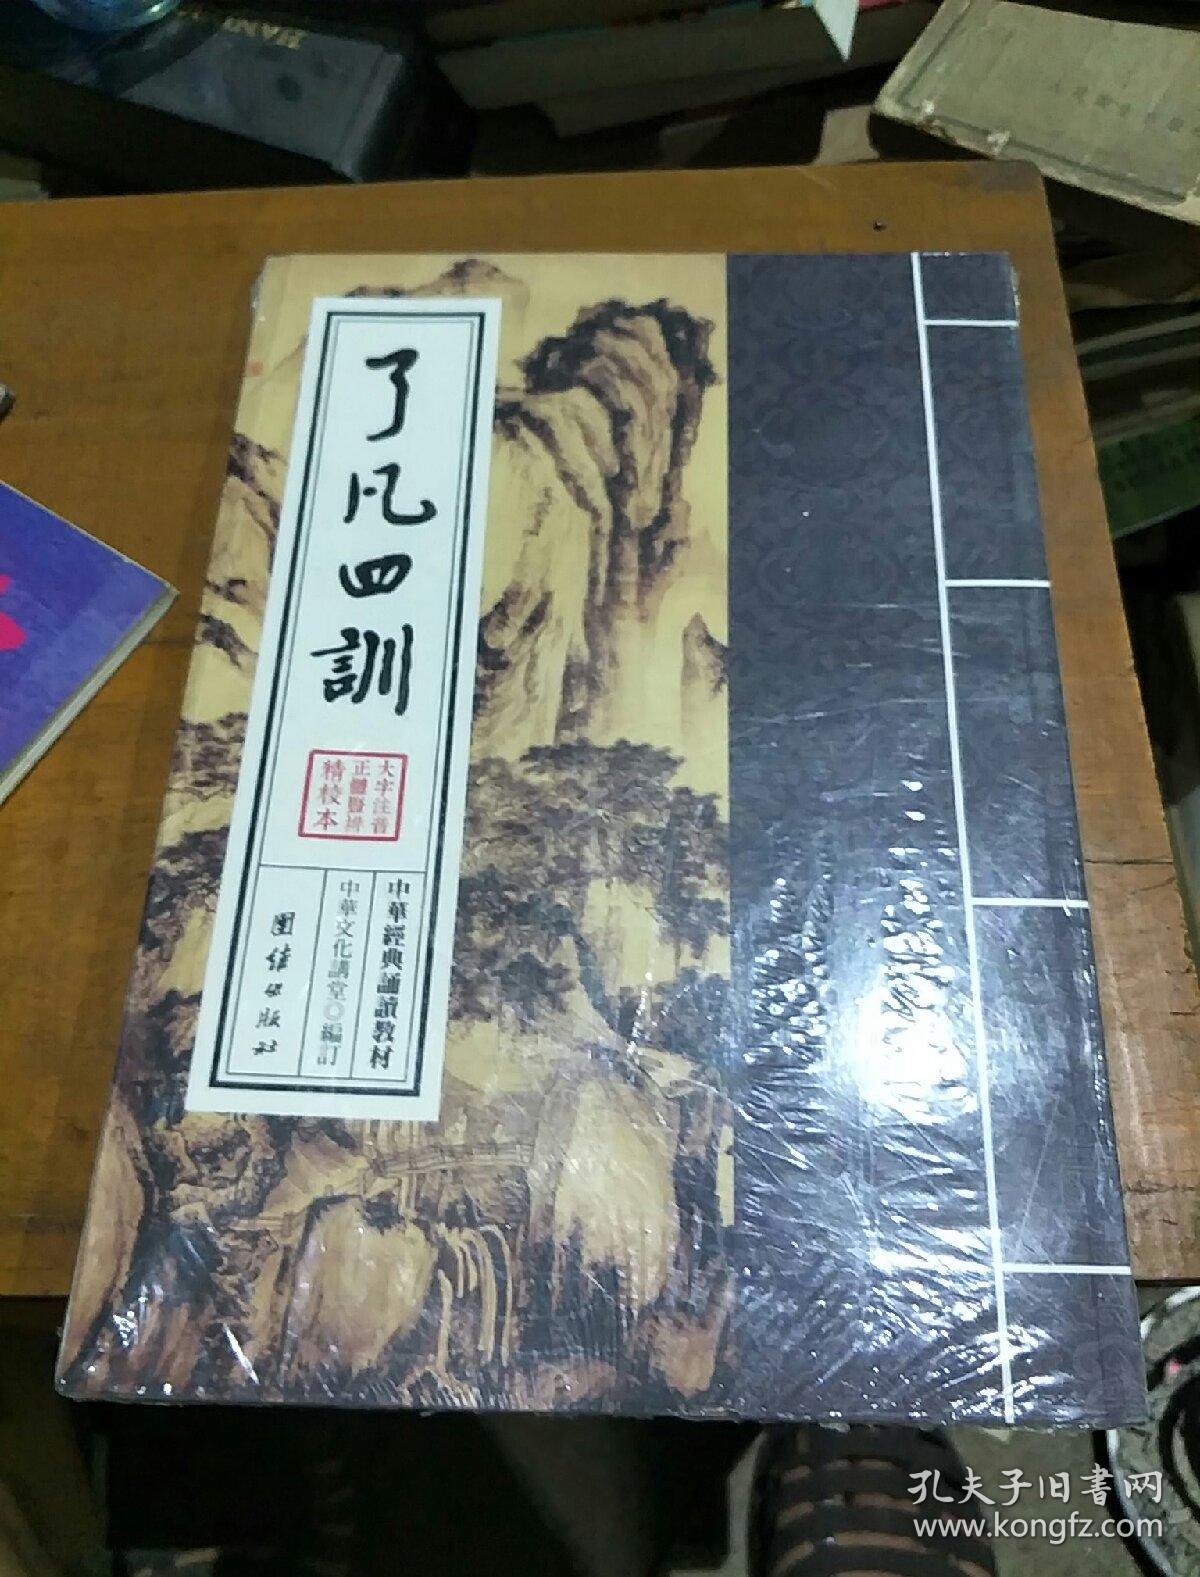 了凡四訓
大字注音
正體豎排
精校本
中華經典誦讀教材
中華文化講堂◎編訂
團結出版社
孔夫子旧书网
www.kongfz.com